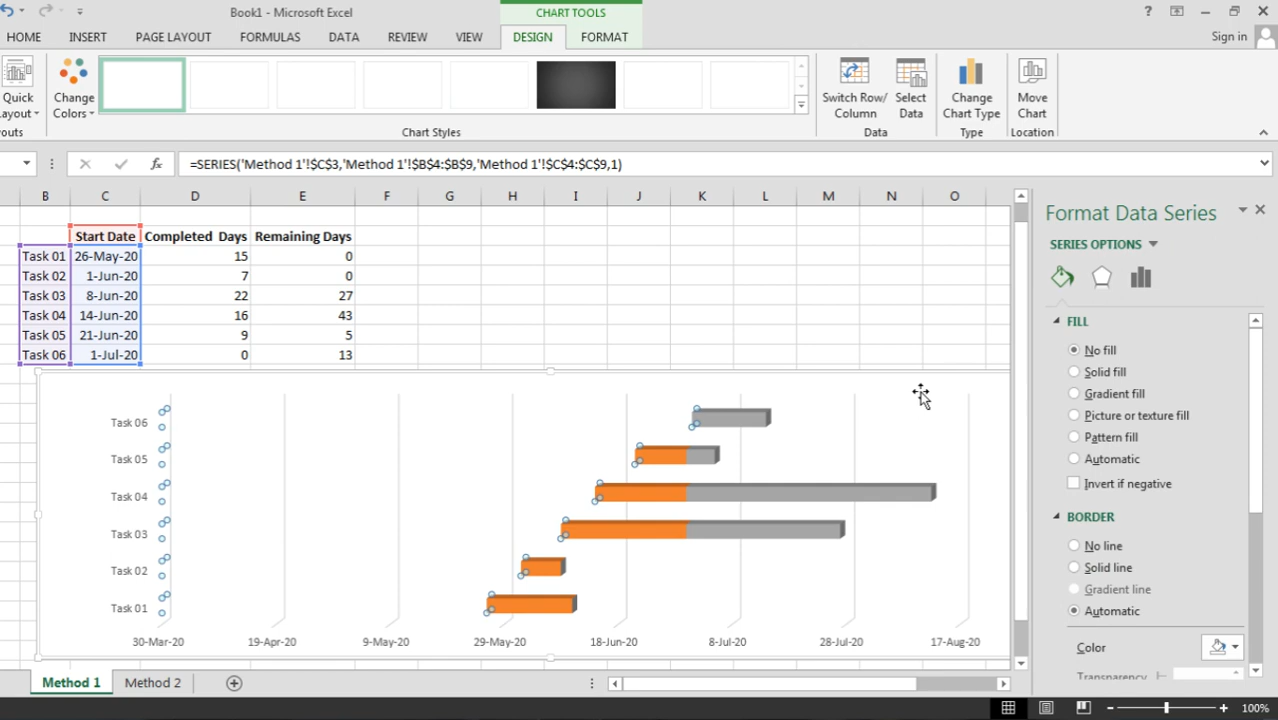 Book1 - Microsoft Excel
CHART TOOLS
?
HOME INSERT PAGE LAYOUT FORMULAS DATA REVIEW VIEW DESIGN FORMAT Sign in
Quick Change Switch Row/ Select Change Move
ayout Colors Column Data Chart Type Chart
outs Chart Styles Data Type Location
fx =SERIES('Method 1'!$C$3,'Method 1'!$B$4:$B$9,'Method 1'!$C$4:$C$9,1)
B C D E F G H I J K L M N O
Start Date Completed Days Remaining Days
Task 01 26-May-20 15 0
Task 02 1-Jun-20 7 0
Task 03 8-Jun-20 22 27
Task 04 14-Jun-20 16 43
Task 05 21-Jun-20 9 5
Task 06 1-Jul-20 0 13
Task 06
Task 05
Task 04
Task 03
Task 02
Task 01
30-Mar-20 19-Apr-20 9-May-20 29-May-20 18-Jun-20 8-Jul-20 28-Jul-20 17-Aug-20
Format Data Series
SERIES OPTIONS
FILL
No fill
Solid fill
Gradient fill
Picture or texture fill
Pattern fill
Automatic
Invert if negative
BORDER
No line
Solid line
Gradient line
Automatic
Color
Transparency
Method 1 Method 2
100%